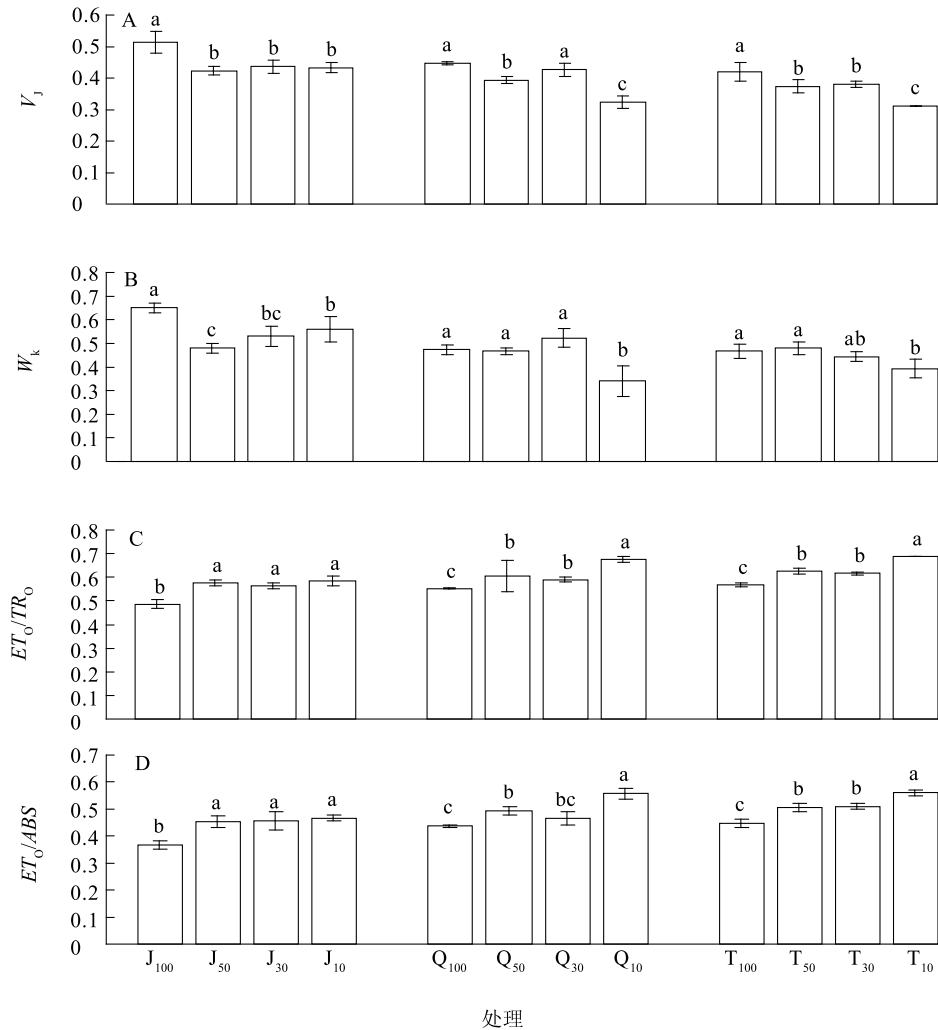 A
0.6
0.5
0.4
0.3
0.2
0.1
0
V_J
a b b b a b a c a b b c
B
0.8
0.7
0.6
0.5
0.4
0.3
0.2
0.1
0
W_k
a c bc b a a a b a a ab b
C
0.8
0.7
0.6
0.5
0.4
0.3
0.2
0.1
0
ET_O/TR_O
b a a a c b b a c b b a
D
0.7
0.6
0.5
0.4
0.3
0.2
0.1
0
ET_O/ABS
b a a a c b bc a c b b a
J_100 J_50 J_30 J_10 Q_100 Q_50 Q_30 Q_10 T_100 T_50 T_30 T_10
处理